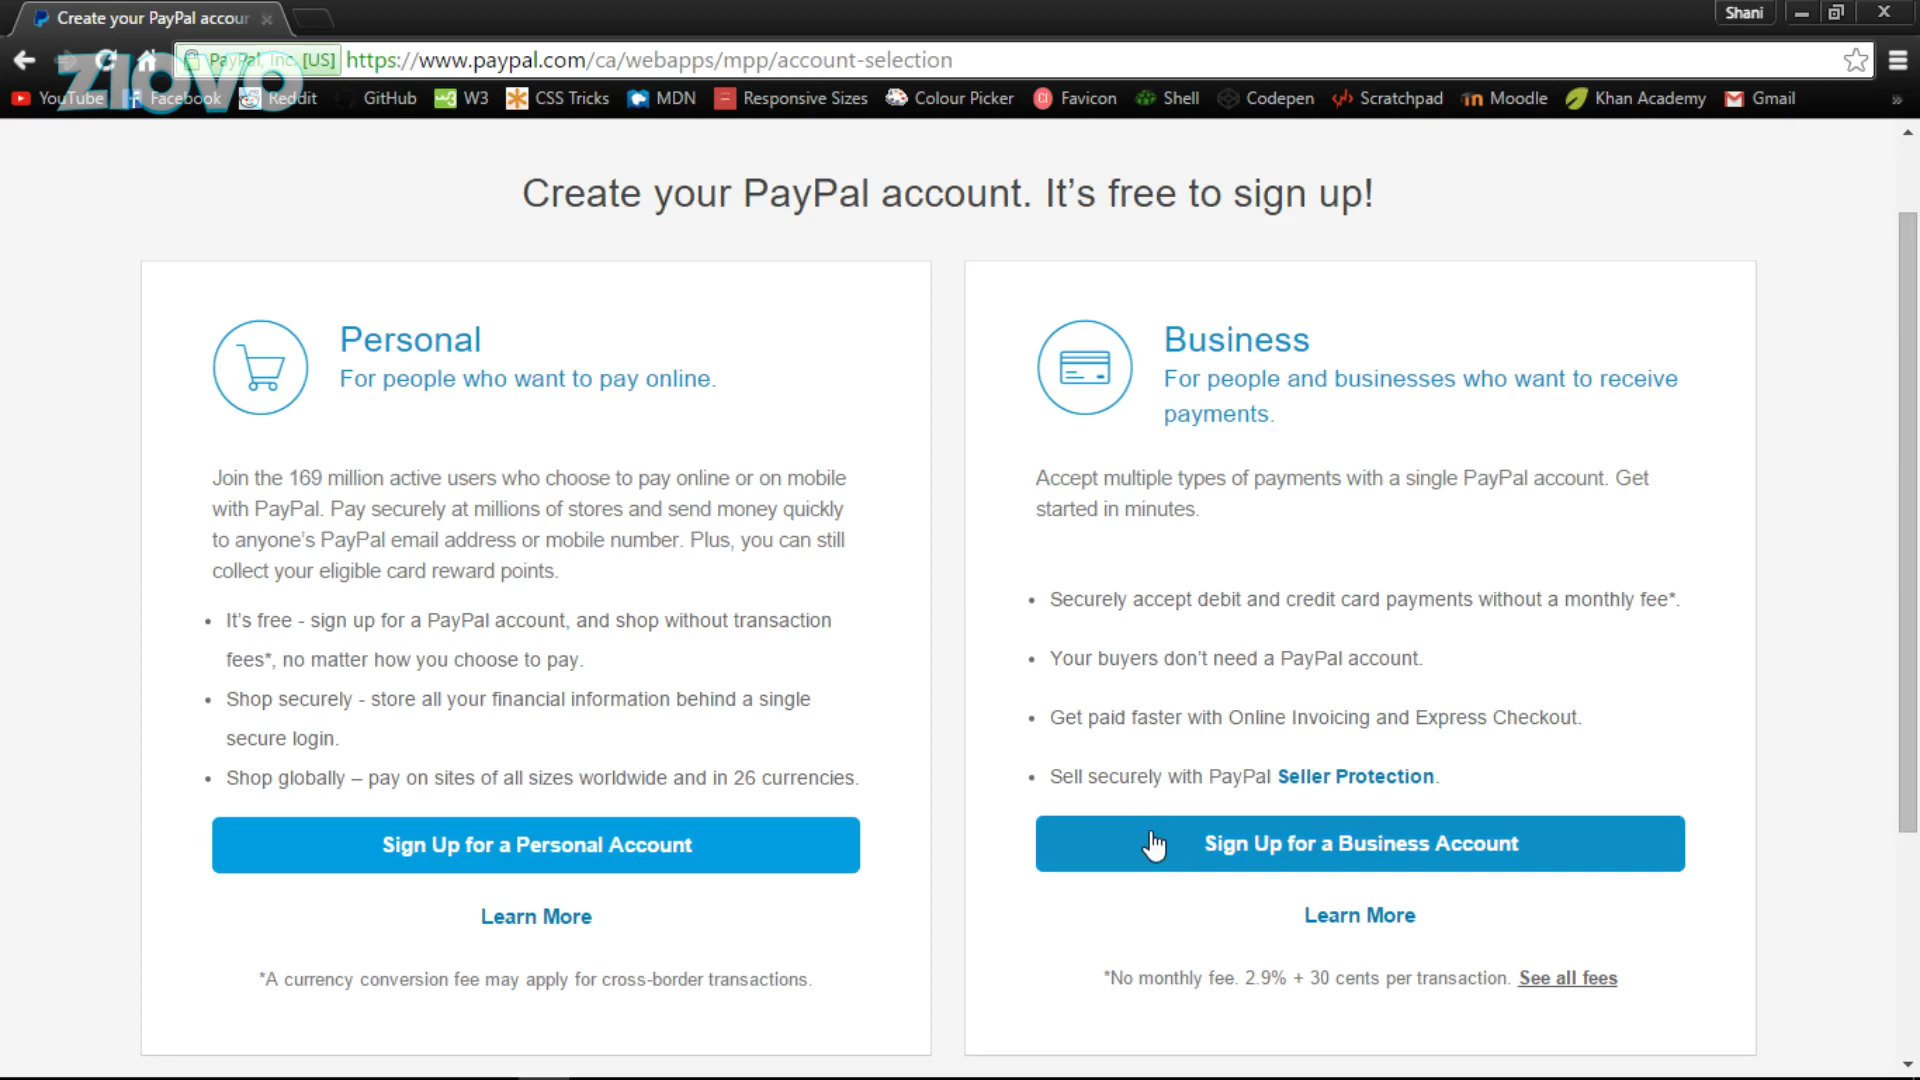 Create your PayPal accour
Shani
PayPal, Inc. [US] https://www.paypal.com/ca/webapps/mpp/account-selection
ZIOVO
YouTube Facebook Reddit GitHub W3 CSS Tricks MDN Responsive Sizes Colour Picker Favicon Shell Codepen Scratchpad Moodle Khan Academy Gmail
Create your PayPal account. It’s free to sign up!
Personal
For people who want to pay online.
Join the 169 million active users who choose to pay online or on mobile
with PayPal. Pay securely at millions of stores and send money quickly
to anyone’s PayPal email address or mobile number. Plus, you can still
collect your eligible card reward points.
• It’s free - sign up for a PayPal account, and shop without transaction
fees*, no matter how you choose to pay.
• Shop securely - store all your financial information behind a single
secure login.
• Shop globally – pay on sites of all sizes worldwide and in 26 currencies.
Sign Up for a Personal Account
Learn More
*A currency conversion fee may apply for cross-border transactions.
Business
For people and businesses who want to receive
payments.
Accept multiple types of payments with a single PayPal account. Get
started in minutes.
• Securely accept debit and credit card payments without a monthly fee*.
• Your buyers don’t need a PayPal account.
• Get paid faster with Online Invoicing and Express Checkout.
• Sell securely with PayPal Seller Protection.
Sign Up for a Business Account
Learn More
*No monthly fee. 2.9% + 30 cents per transaction. See all fees